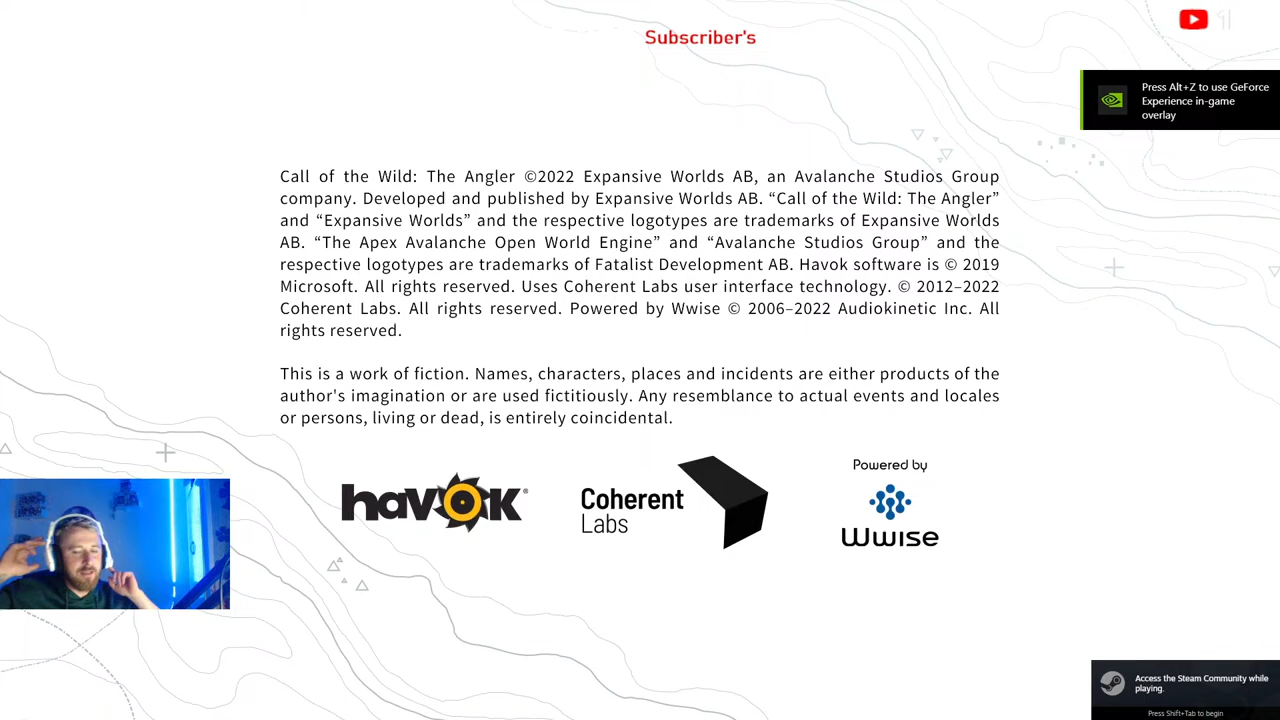 Subscriber's
Press Alt+Z to use GeForce
Experience in-game
overlay
Call of the Wild: The Angler ©2022 Expansive Worlds AB, an Avalanche Studios Group
company. Developed and published by Expansive Worlds AB. “Call of the Wild: The Angler”
and “Expansive Worlds” and the respective logotypes are trademarks of Expansive Worlds
AB. “The Apex Avalanche Open World Engine” and “Avalanche Studios Group” and the
respective logotypes are trademarks of Fatalist Development AB. Havok software is © 2019
Microsoft. All rights reserved. Uses Coherent Labs user interface technology. © 2012–2022
Coherent Labs. All rights reserved. Powered by Wwise © 2006–2022 Audiokinetic Inc. All
rights reserved.
This is a work of fiction. Names, characters, places and incidents are either products of the
author's imagination or are used fictitiously. Any resemblance to actual events and locales
or persons, living or dead, is entirely coincidental.
havok®
Coherent
Labs
Powered by
Wwise
Access the Steam Community while
playing.
Press Shift+Tab to begin